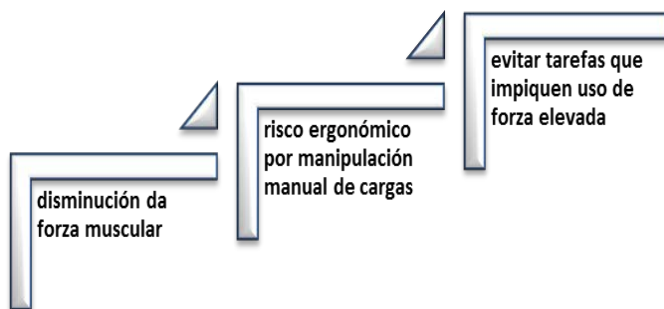 disminución da
forza muscular
risco ergonómico
por manipulación
manual de cargas
evitar tarefas que
impiquen uso de
forza elevada